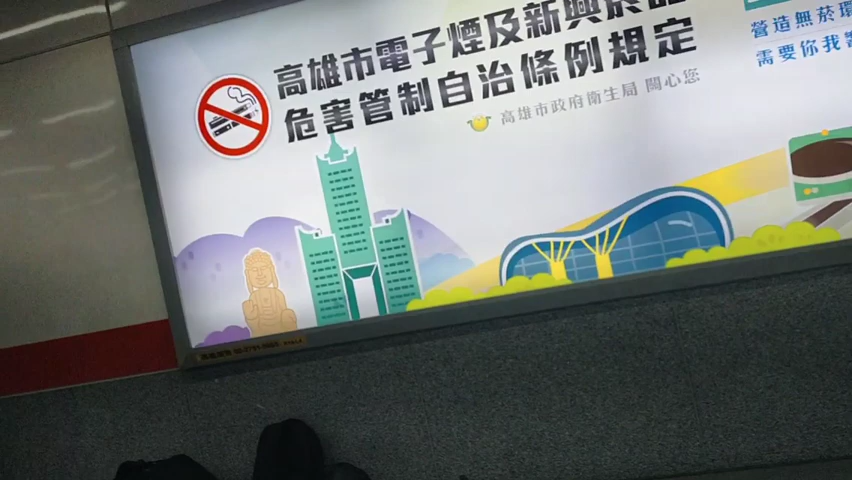 高雄市電子煙及新興菸品
危害管制自治條例規定
高雄市政府衛生局 關心您
營造無菸環
需要你我